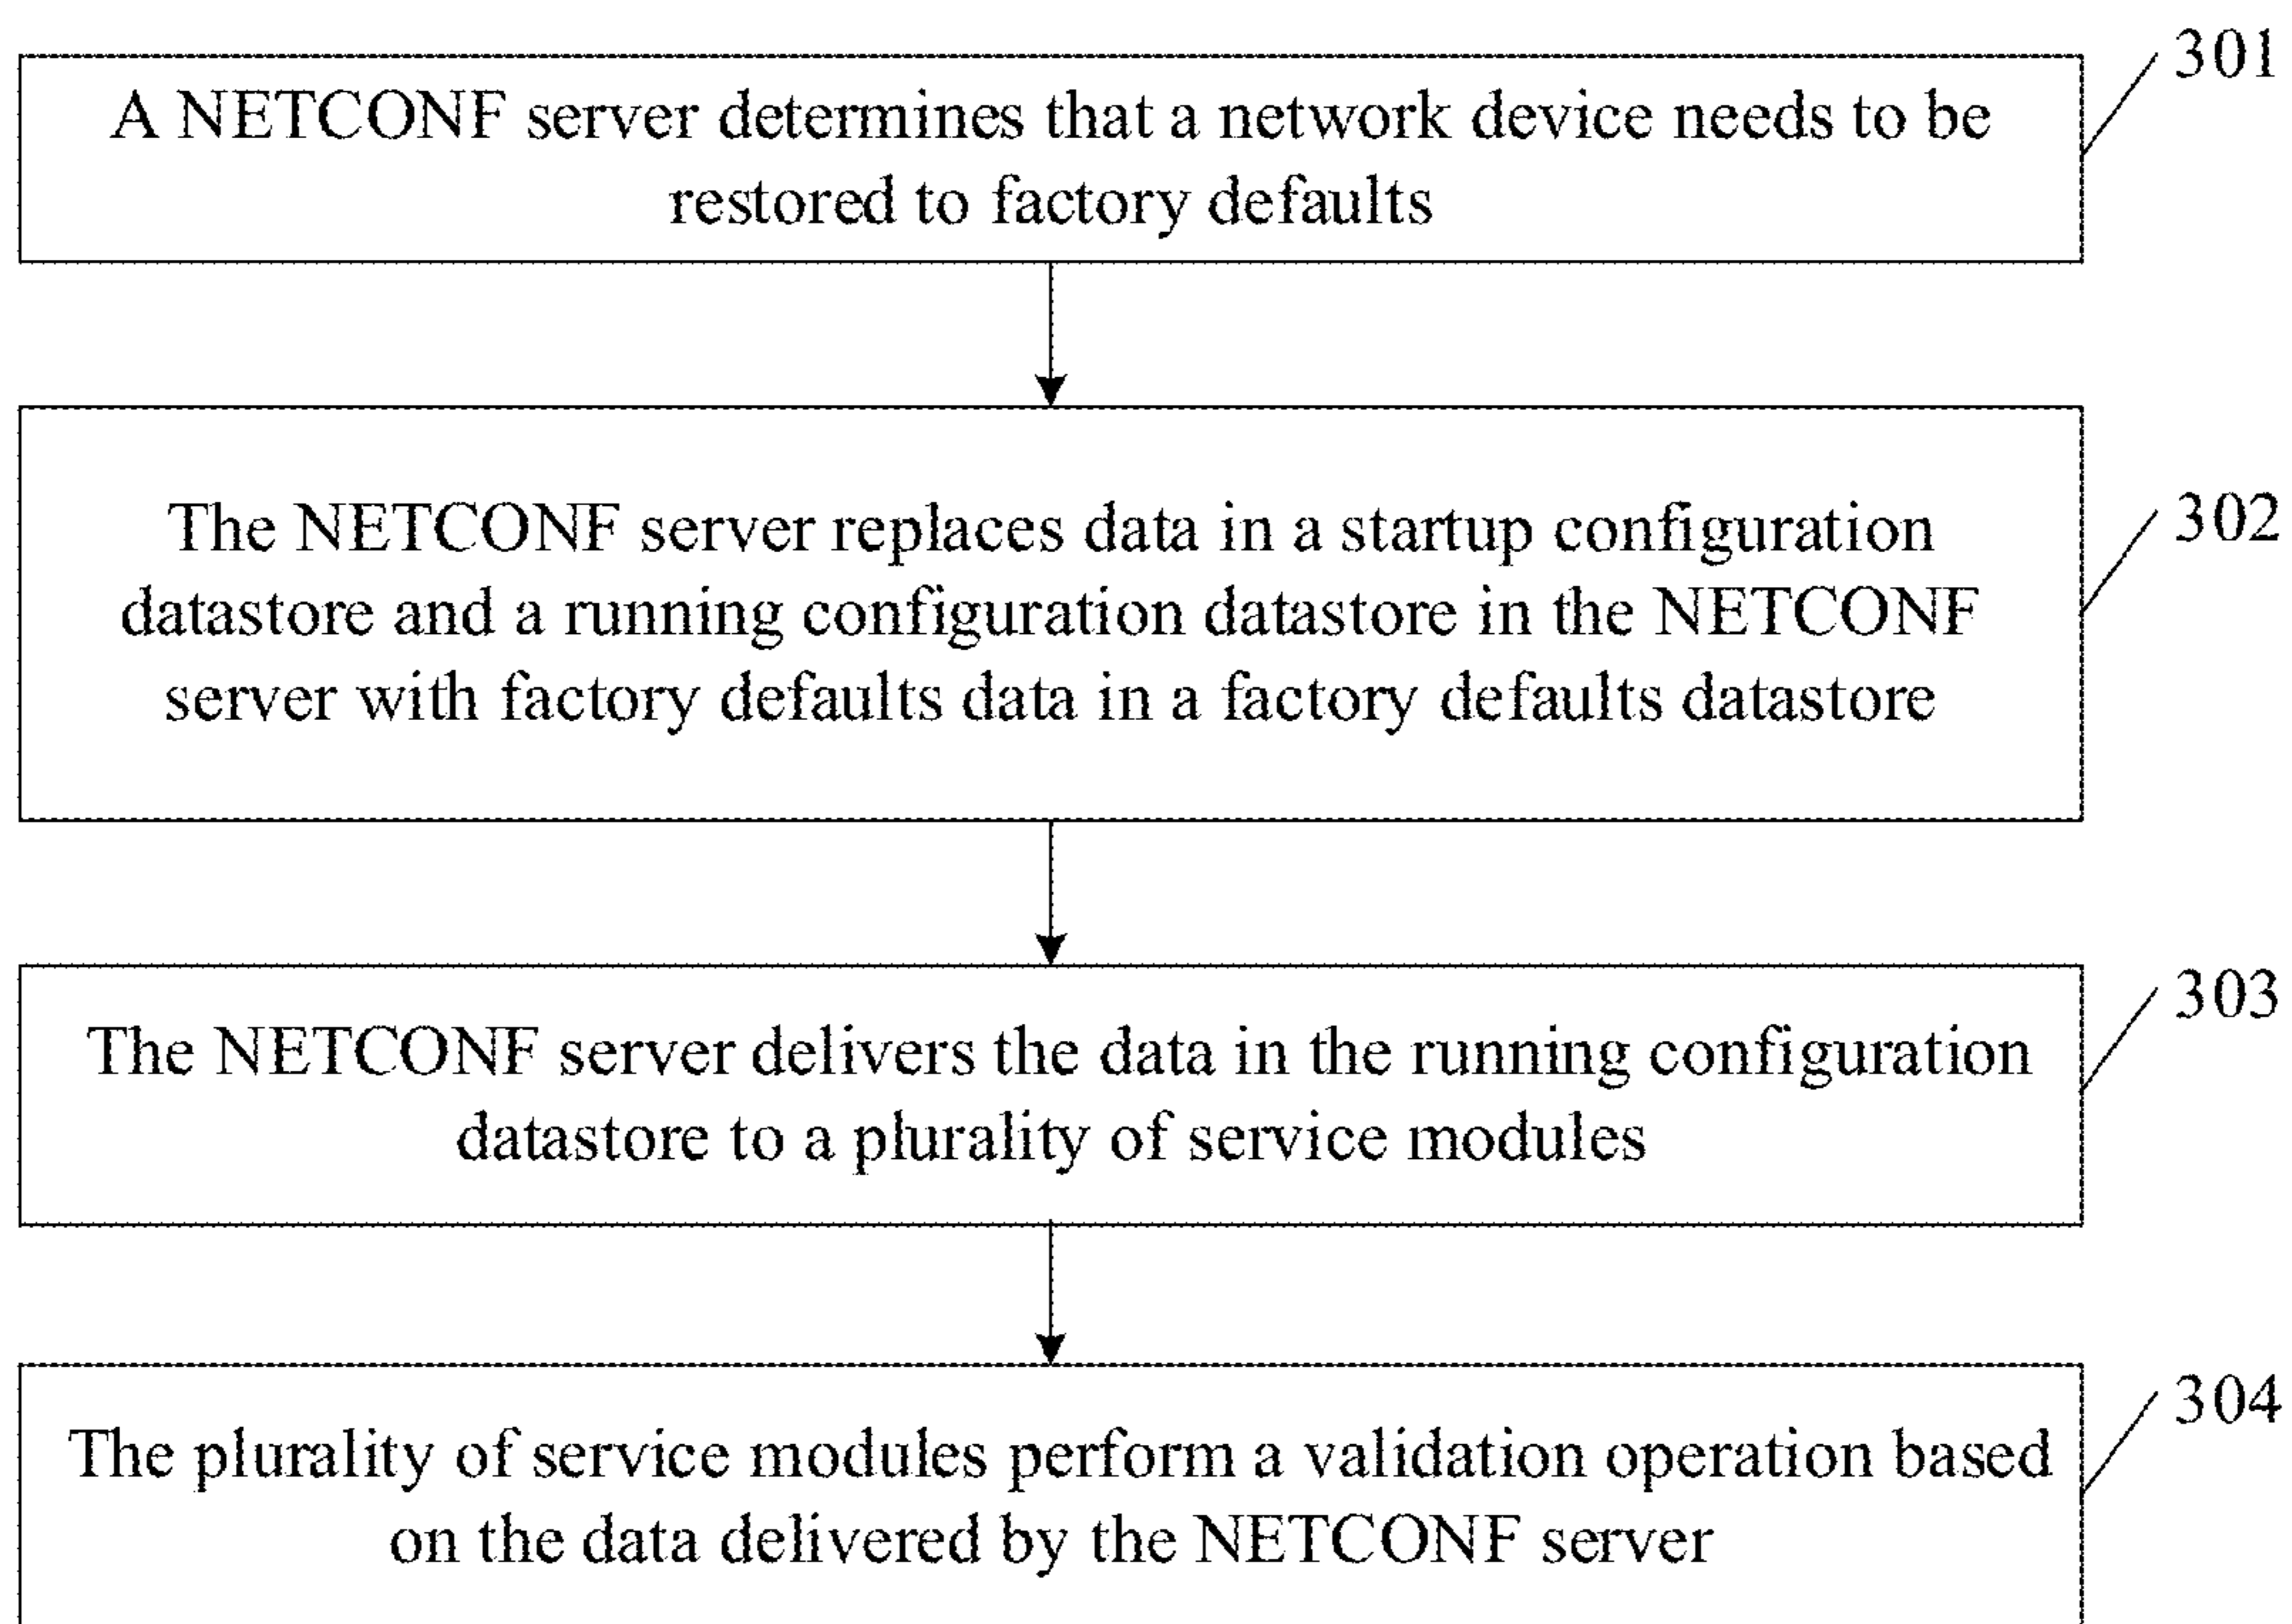 301
A NETCONF server determines that a network device needs to be
restored to factory defaults
302
The NETCONF server replaces data in a startup configuration
datastore and a running configuration datastore in the NETCONF
server with factory defaults data in a factory defaults datastore
303
The NETCONF server delivers the data in the running configuration
datastore to a plurality of service modules
304
The plurality of service modules perform a validation operation based
on the data delivered by the NETCONF server